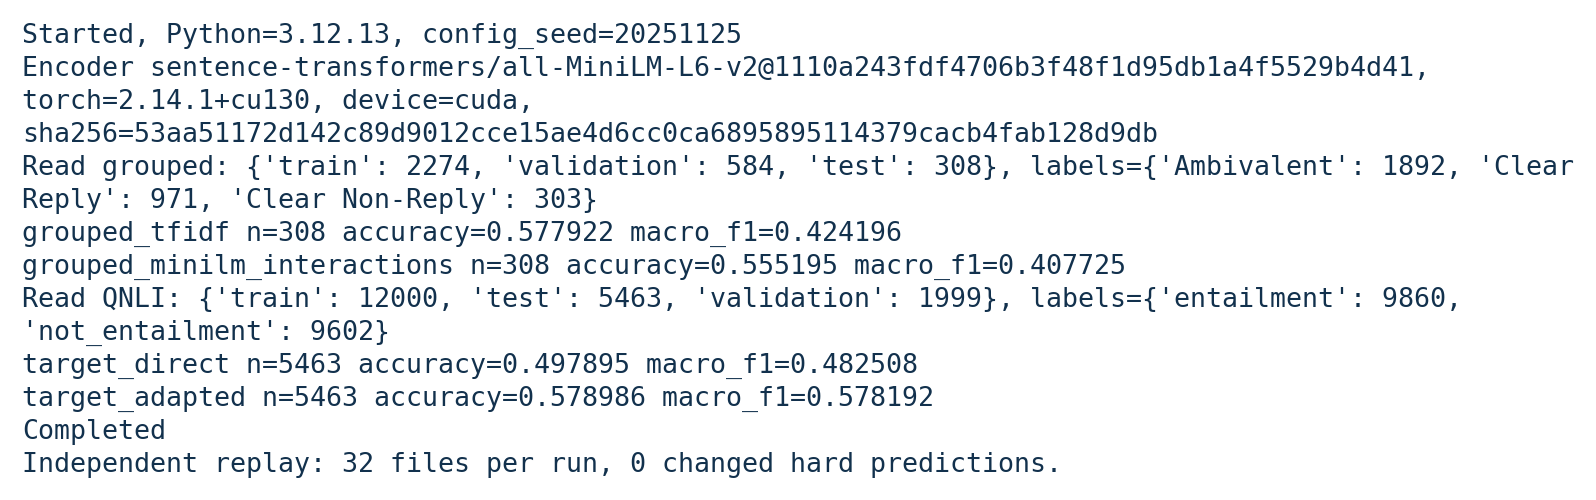 Started, Python=3.12.13, config_seed=20251125
Encoder sentence-transformers/all-MiniLM-L6-v2@1110a243fdf4706b3f48f1d95db1a4f5529b4d41,
torch=2.14.1+cu130, device=cuda,
sha256=53aa51172d142c89d9012cce15ae4d6cc0ca6895895114379cacb4fab128d9db
Read grouped: {'train': 2274, 'validation': 584, 'test': 308}, labels={'Ambivalent': 1892, 'Clear
Reply': 971, 'Clear Non-Reply': 303}
grouped_tfidf n=308 accuracy=0.577922 macro_f1=0.424196
grouped_minilm_interactions n=308 accuracy=0.555195 macro_f1=0.407725
Read QNLI: {'train': 12000, 'test': 5463, 'validation': 1999}, labels={'entailment': 9860,
'not_entailment': 9602}
target_direct n=5463 accuracy=0.497895 macro_f1=0.482508
target_adapted n=5463 accuracy=0.578986 macro_f1=0.578192
Completed
Independent replay: 32 files per run, 0 changed hard predictions.